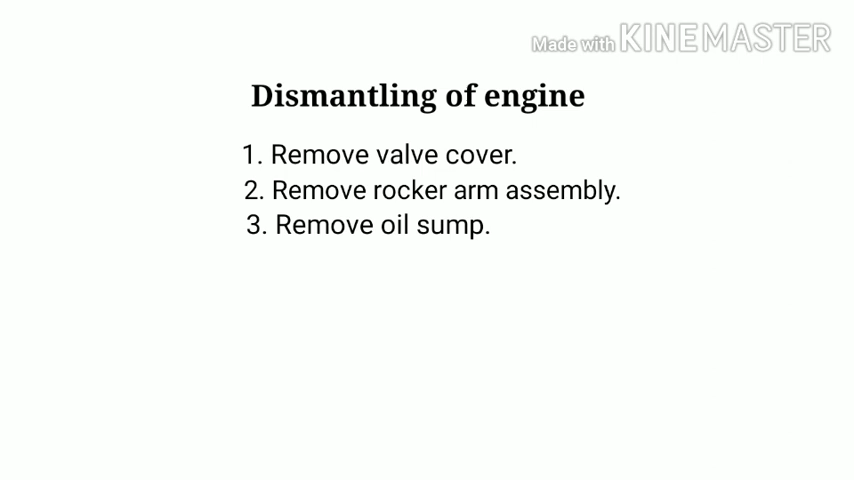 Made with KINEMASTER
Dismantling of engine
1. Remove valve cover.
2. Remove rocker arm assembly.
3. Remove oil sump.